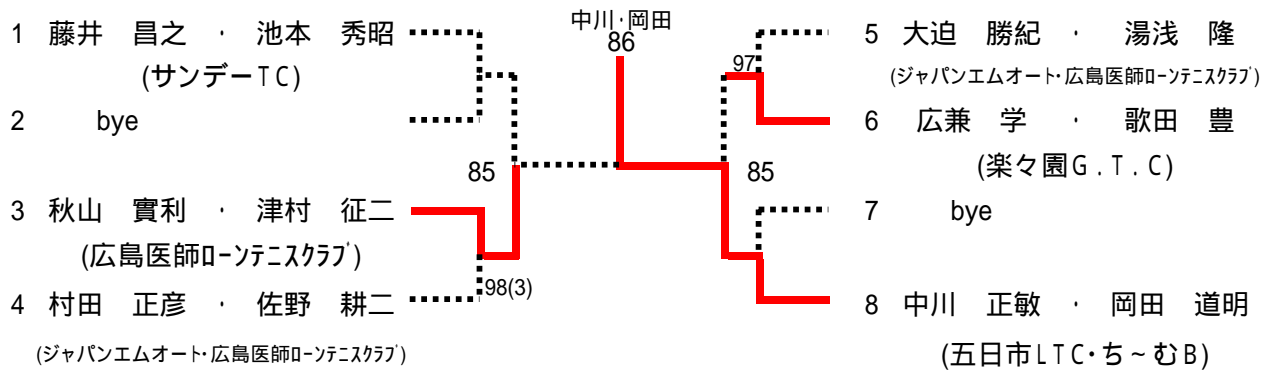 中川・岡田
86
1 藤井 昌之 ・ 池本 秀昭
(サンデーTC)
2 bye
85
3 秋山 實利 ・ 津村 征二
(広島医師ローンテニスクラブ)
98(3)
4 村田 正彦 ・ 佐野 耕二
(ジャパンエムオート・広島医師ローンテニスクラブ)
5 大迫 勝紀 ・ 湯浅 隆
(ジャパンエムオート・広島医師ローンテニスクラブ)
97
6 広兼 学 ・ 歌田 豊
(楽々園G.T.C)
85
7 bye
8 中川 正敏 ・ 岡田 道明
(五日市LTC・ち~むB)